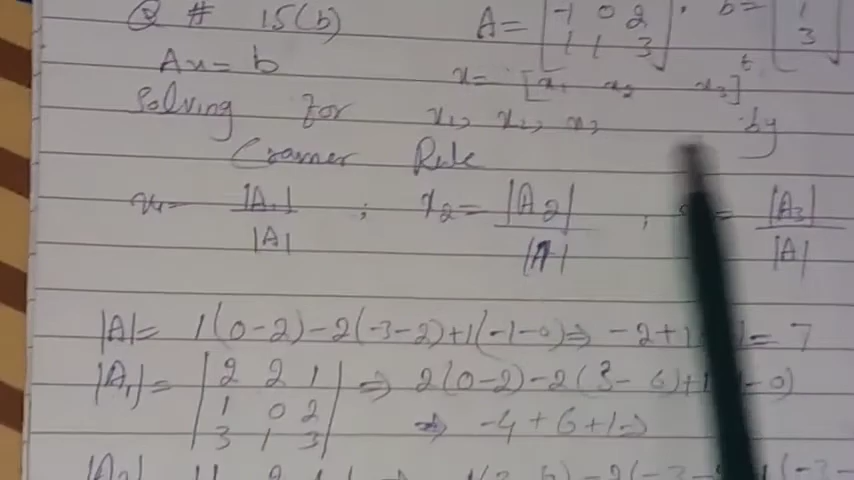 Q # 15(b) A = [ -1 0 2 . b = [ 1
1 1 3 ] 3
Ax = b x = [x₁ x₂ x₃]ᵗ
Solving for x₁, x₂, x₃ by
Cramer Rule
x₁ = |A₁| / |A| ; x₂ = |A2| / |A| ; = |A₃| / |A|
|A| = 1(0-2)-2(-3-2)+1(-1-0) ⇒ -2+1 = 7
|A₁| = | 2 2 1 | ⇒ 2(0-2)-2(3-6)+1 -0)
1 0 2 ⇒ -4+6+1 ⇒
3 1 3